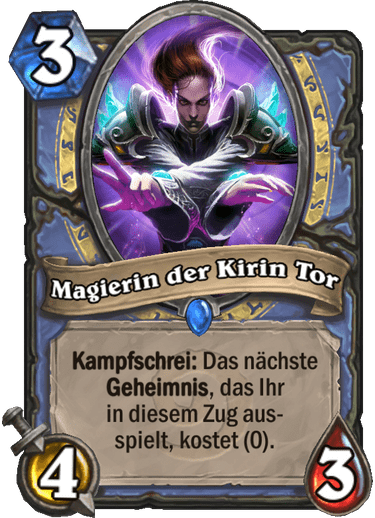 3
Magierin der Kirin Tor
Kampfschrei: Das nächste
Geheimnis, das Ihr
in diesem Zug aus-
spielt, kostet (0).
4
3